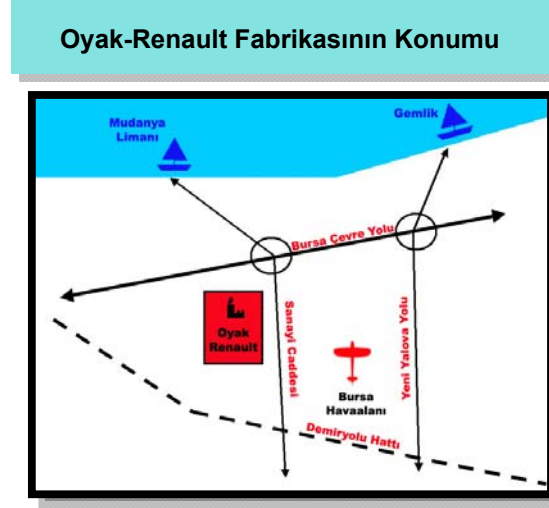 Oyak-Renault Fabrikasının Konumu
Mudanya
Limanı
Gemlik
Bursa Çevre Yolu
Oyak
Renault
Sanayi Caddesi
Bursa
Havaalanı
Yeni Yalova Yolu
Demiryolu Hattı